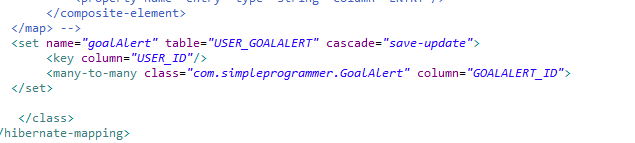 </composite-element>
</map> -->
<set name="goalAlert" table="USER_GOALALERT" cascade="save-update">
<key column="USER_ID"/>
<many-to-many class="com.simpleprogrammer.GoalAlert" column="GOALALERT_ID">
</set>
</class>
/hibernate-mapping>